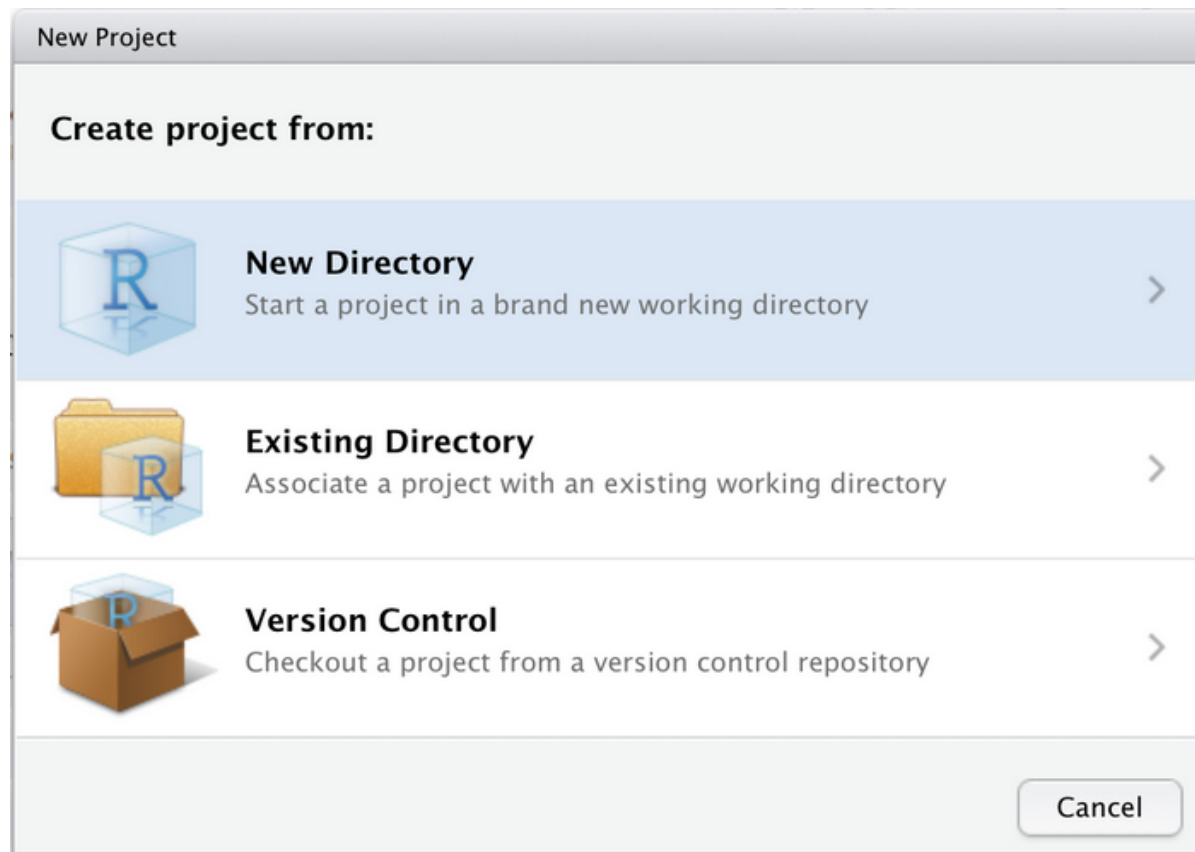 New Project
Create project from:
R
New Directory
Start a project in a brand new working directory
R
Existing Directory
Associate a project with an existing working directory
R
Version Control
Checkout a project from a version control repository
Cancel